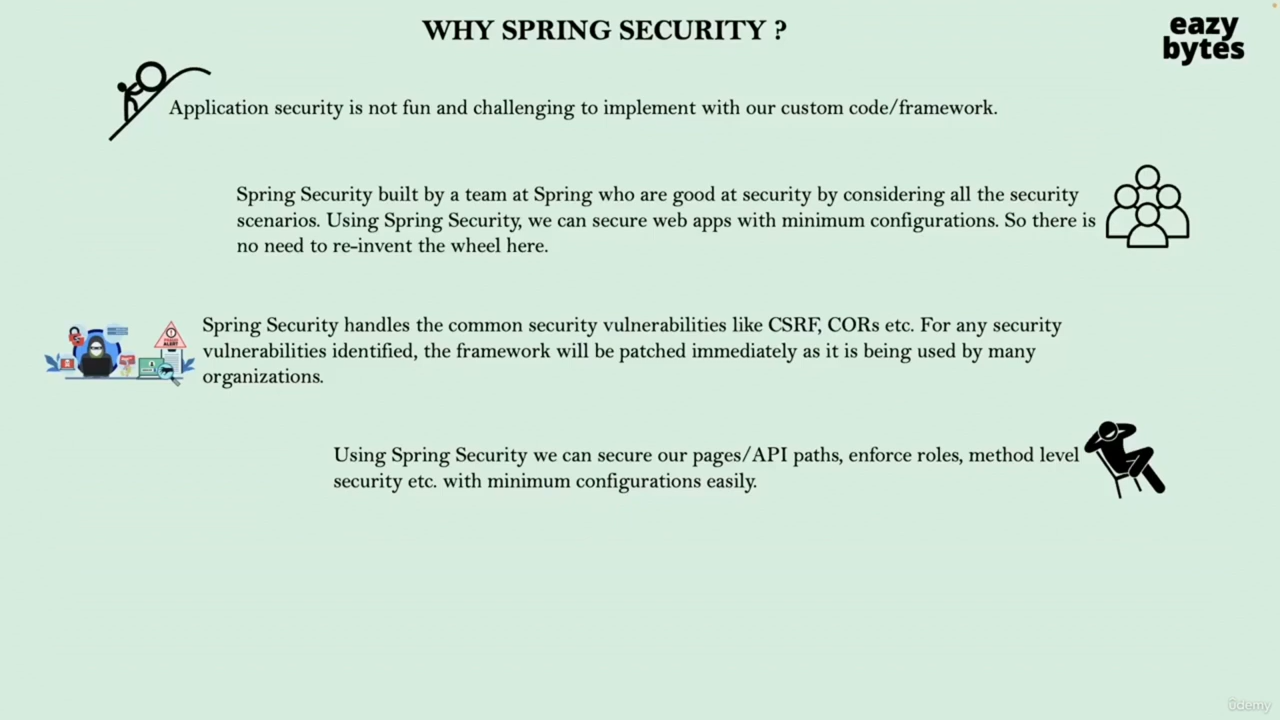 WHY SPRING SECURITY ?
eazy
bytes
Application security is not fun and challenging to implement with our custom code/framework.
Spring Security built by a team at Spring who are good at security by considering all the security
scenarios. Using Spring Security, we can secure web apps with minimum configurations. So there is
no need to re-invent the wheel here.
Spring Security handles the common security vulnerabilities like CSRF, CORs etc. For any security
vulnerabilities identified, the framework will be patched immediately as it is being used by many
organizations.
Using Spring Security we can secure our pages/API paths, enforce roles, method level
security etc. with minimum configurations easily.
ûdemy